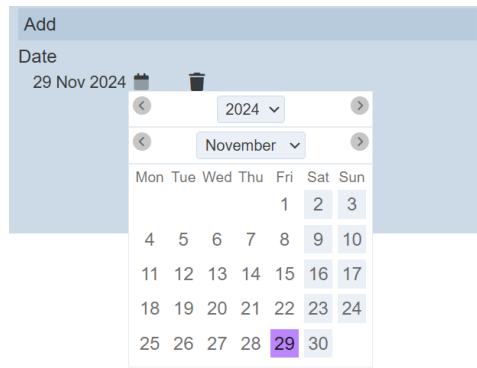 Add
Date
29 Nov 2024
2024
November
Mon Tue Wed Thu Fri Sat Sun
1 2 3
4 5 6 7 8 9 10
11 12 13 14 15 16 17
18 19 20 21 22 23 24
25 26 27 28 29 30